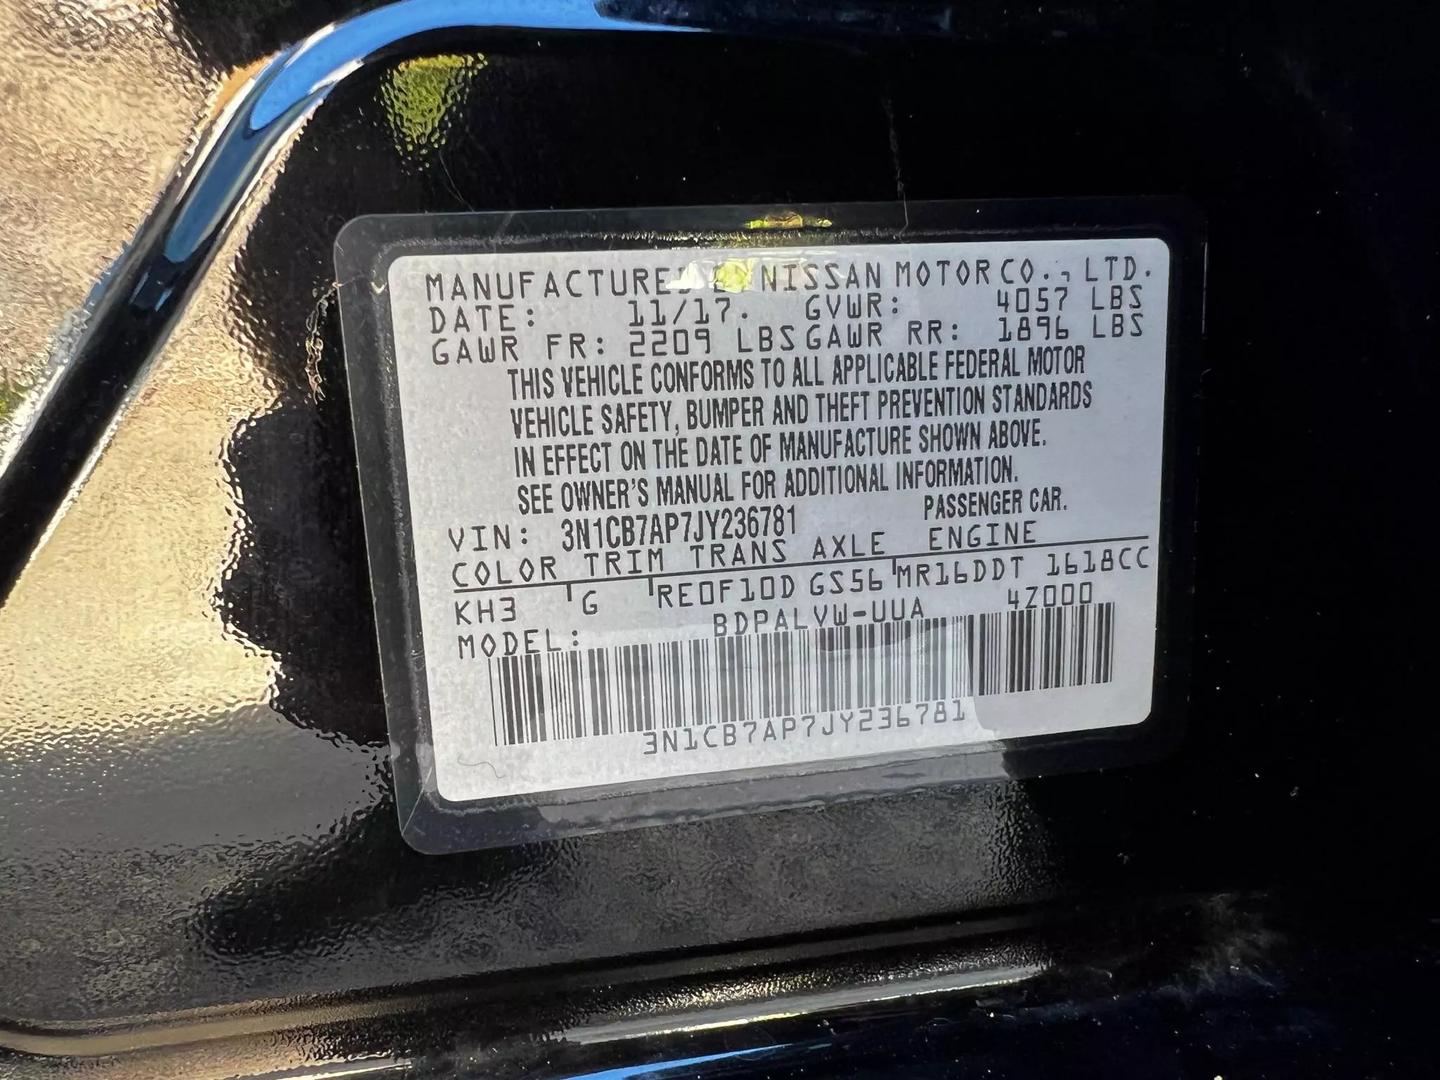 MANUFACTURED BY NISSAN MOTOR CO., LTD.
DATE: 11/17. GVWR: 4057 LBS
GAWR FR: 2209 LBS GAWR RR: 1896 LBS
THIS VEHICLE CONFORMS TO ALL APPLICABLE FEDERAL MOTOR
VEHICLE SAFETY, BUMPER AND THEFT PREVENTION STANDARDS
IN EFFECT ON THE DATE OF MANUFACTURE SHOWN ABOVE.
SEE OWNER'S MANUAL FOR ADDITIONAL INFORMATION.
VIN: 3N1CB7AP7JY236781 PASSENGER CAR.
COLOR TRIM TRANS AXLE ENGINE
KH3 G RE0F10D GS56 MR16DDT 1618CC
MODEL: BDPALVW-UUA 4Z000
3N1CB7AP7JY236781